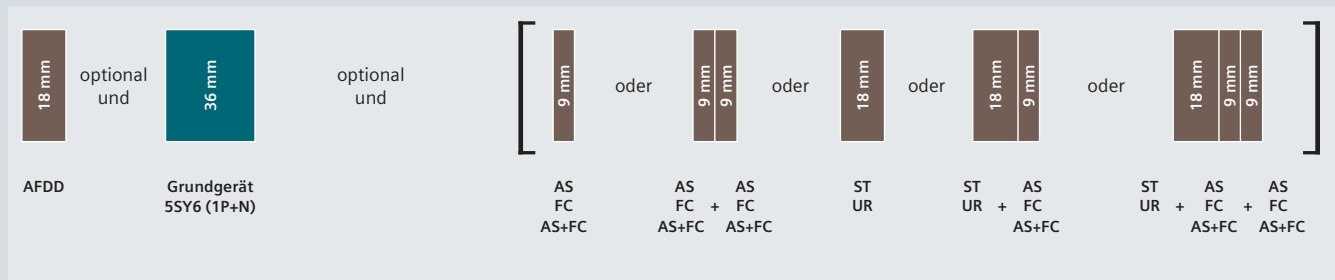 18 mm
optional
und
36 mm
optional
und
9 mm
oder
9 mm
9 mm
oder
18 mm
oder
18 mm
9 mm
oder
18 mm
9 mm
9 mm
AFDD
Grundgerät
5SY6 (1P+N)
AS
FC
AS+FC
AS AS
FC + FC
AS+FC AS+FC
ST
UR
ST AS
UR + FC
AS+FC
ST AS AS
UR + FC + FC
AS+FC AS+FC